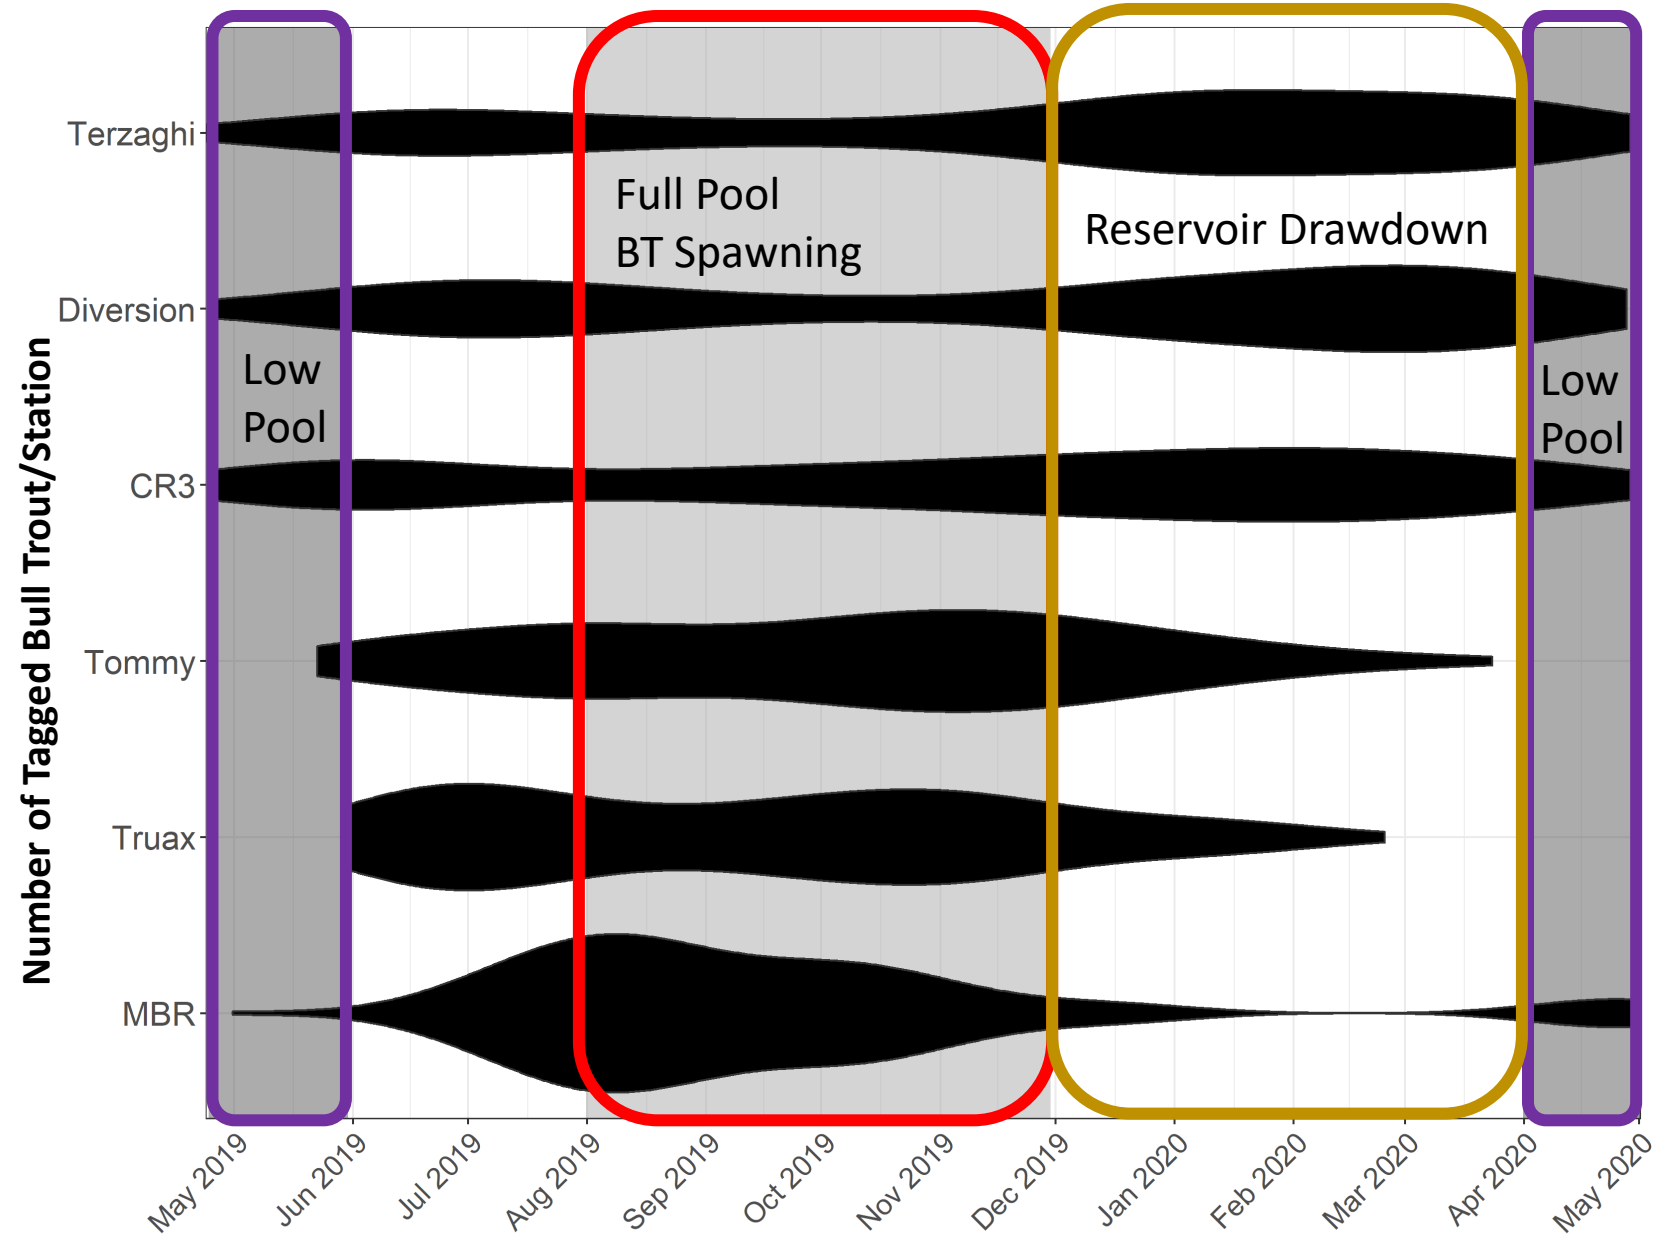 Number of Tagged Bull Trout/Station
Terzaghi
Diversion
CR3
Tommy
Truax
MBR
Low
Pool
Full Pool
BT Spawning
Reservoir Drawdown
Low
Pool
May 2019
Jun 2019
Jul 2019
Aug 2019
Sep 2019
Oct 2019
Nov 2019
Dec 2019
Jan 2020
Feb 2020
Mar 2020
Apr 2020
May 2020